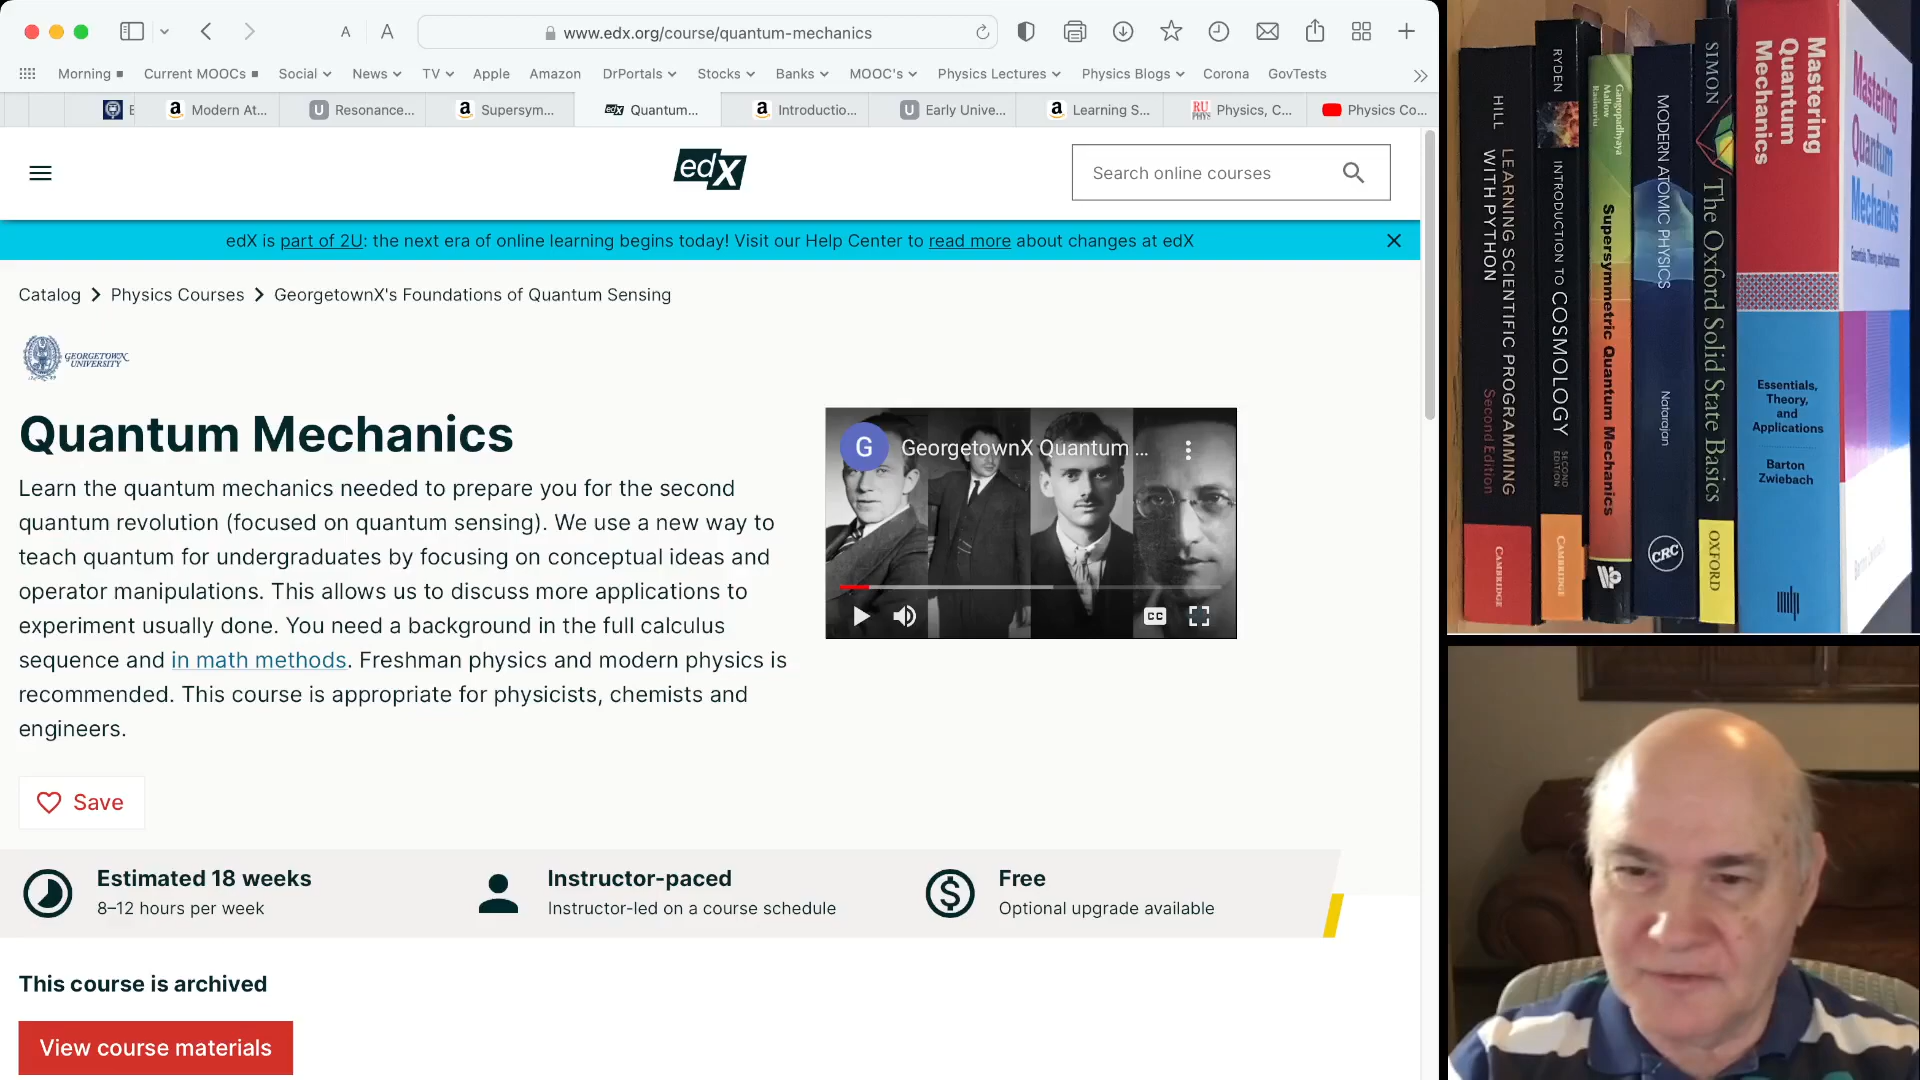 A A www.edx.org/course/quantum-mechanics
Morning Current MOOCs Social News TV Apple Amazon DrPortals Stocks Banks MOOC's Physics Lectures Physics Blogs Corona GovTests
Modern At... Resonance... Supersym... Quantum... Introductio... Early Unive... Learning S... Physics, C... Physics Co...
edX
Search online courses
edX is part of 2U: the next era of online learning begins today! Visit our Help Center to read more about changes at edX
Catalog > Physics Courses > GeorgetownX's Foundations of Quantum Sensing
GEORGETOWN
UNIVERSITY
Quantum Mechanics
Learn the quantum mechanics needed to prepare you for the second
quantum revolution (focused on quantum sensing). We use a new way to
teach quantum for undergraduates by focusing on conceptual ideas and
operator manipulations. This allows us to discuss more applications to
experiment usually done. You need a background in the full calculus
sequence and in math methods. Freshman physics and modern physics is
recommended. This course is appropriate for physicists, chemists and
engineers.
G GeorgetownX Quantum ...
CC
Save
Estimated 18 weeks
8–12 hours per week
Instructor-paced
Instructor-led on a course schedule
Free
Optional upgrade available
This course is archived
View course materials
HILL
LEARNING SCIENTIFIC PROGRAMMING
WITH PYTHON
Second Edition
CAMBRIDGE
RYDEN
INTRODUCTION TO COSMOLOGY
SECOND
EDITION
CAMBRIDGE
Gangopadhyaya
Mallow
Rasinariu
Supersymmetric Quantum Mechanics
MODERN ATOMIC PHYSICS
Natarajan
CRC
SIMON
The Oxford Solid State Basics
OXFORD
Mastering
Quantum
Mechanics
Essentials,
Theory,
and
Applications
Barton
Zwiebach
Mastering
Quantum
Mechanics
Essentials, Theory, and Applications